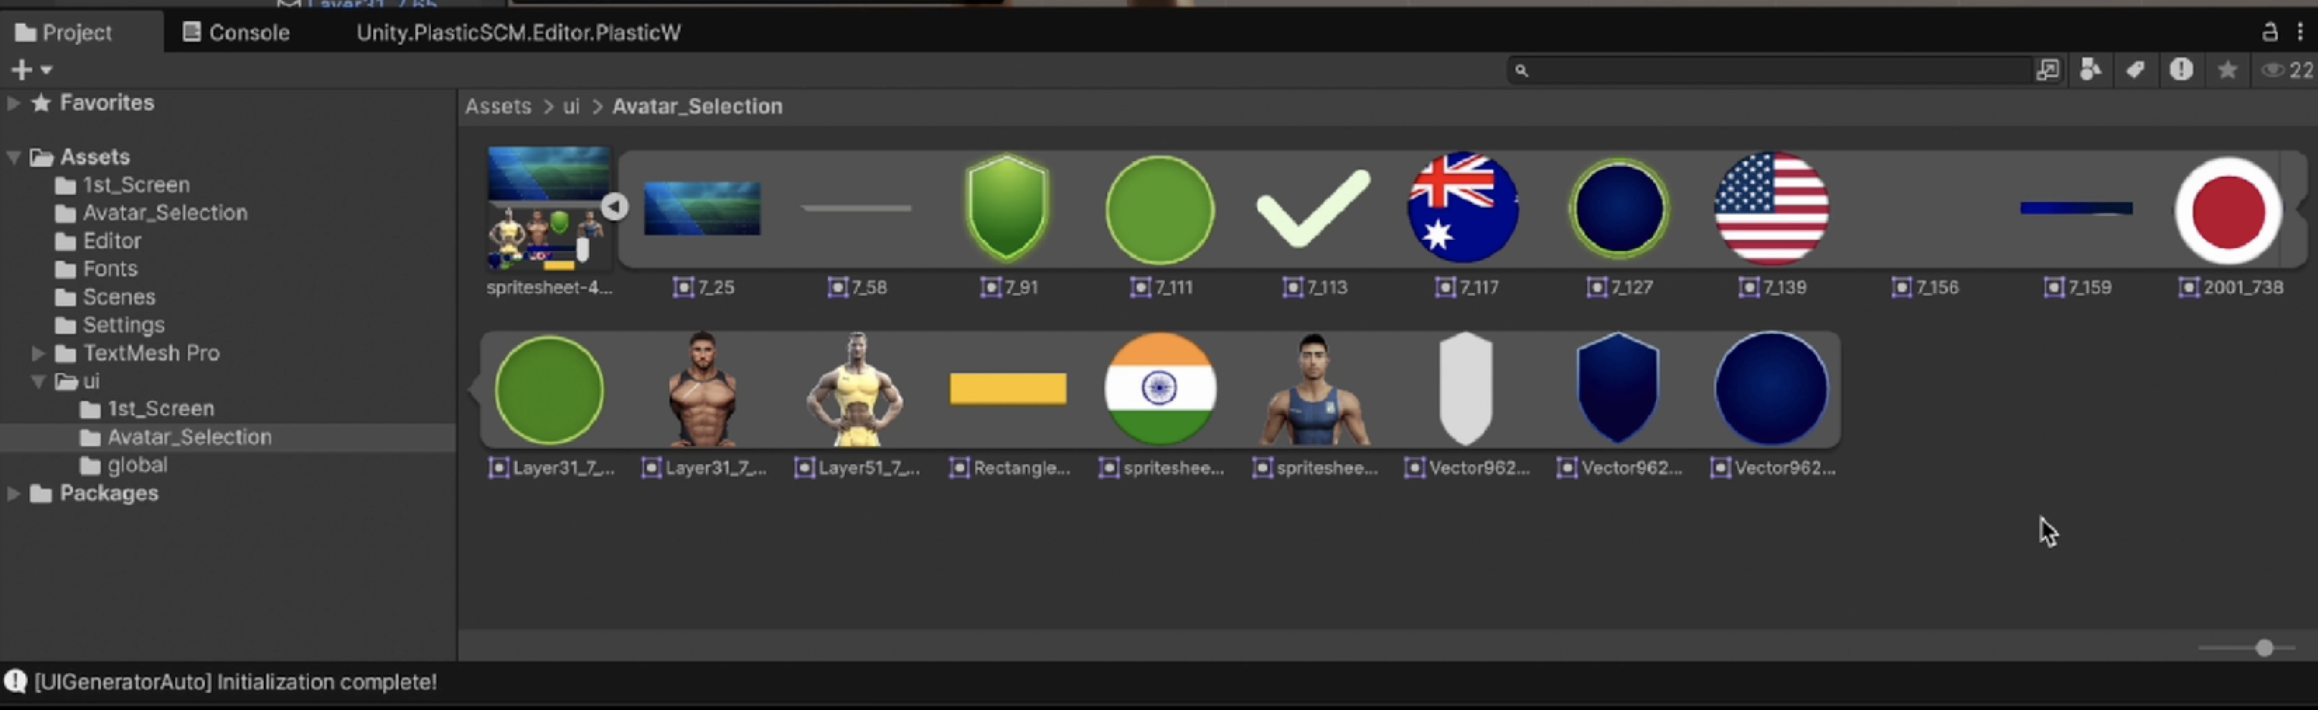 Layer31_7_65
Project
Console
Unity.PlasticSCM.Editor.PlasticW
22
Favorites
Assets
1st_Screen
Avatar_Selection
Editor
Fonts
Scenes
Settings
TextMesh Pro
ui
1st_Screen
Avatar_Selection
global
Packages
Assets > ui > Avatar_Selection
spritesheet-4...
7_25
7_58
7_91
7_111
7_113
7_117
7_127
7_139
7_156
7_159
2001_738
Layer31_7_...
Layer31_7_...
Layer51_7_...
Rectangle...
spriteshee...
spriteshee...
Vector962...
Vector962...
Vector962...
[UIGeneratorAuto] Initialization complete!